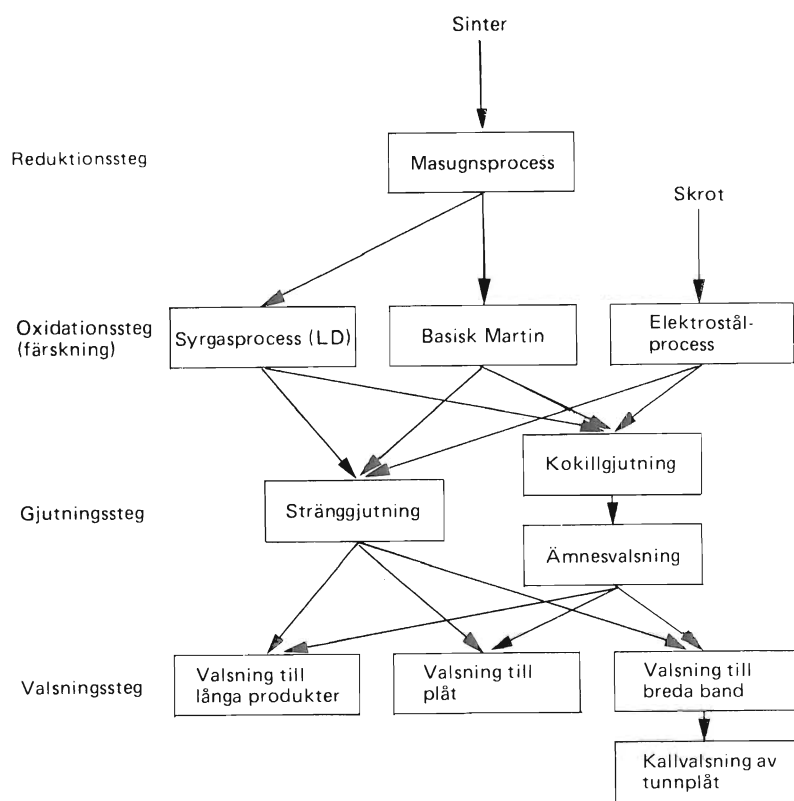 Sinter
Reduktionssteg
Masugnsprocess
Skrot
Oxidationssteg
(färskning)
Syrgasprocess (LD)
Basisk Martin
Elektrostål-
process
Kokillgjutning
Gjutningssteg
Stränggjutning
Ämnesvalsning
Valsningssteg
Valsning till
långa produkter
Valsning till
plåt
Valsning till
breda band
Kallvalsning av
tunnplåt